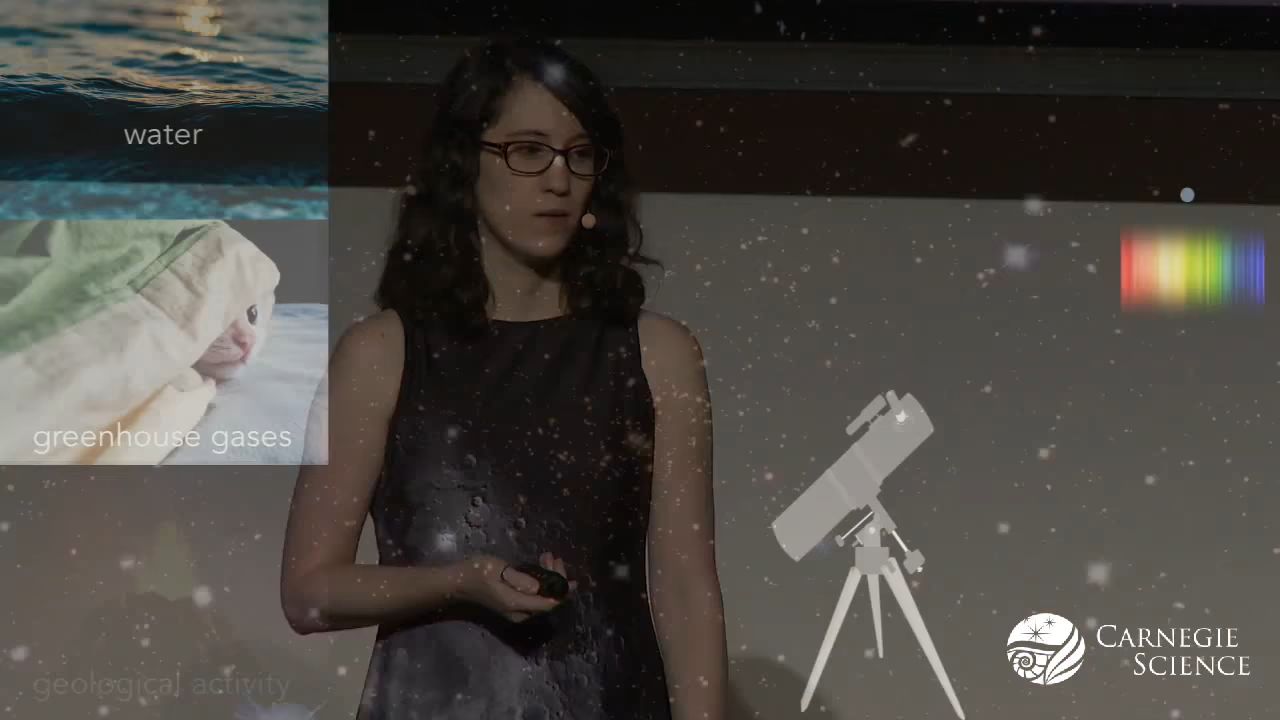 water
greenhouse gases
geological activity
CARNEGIE
SCIENCE